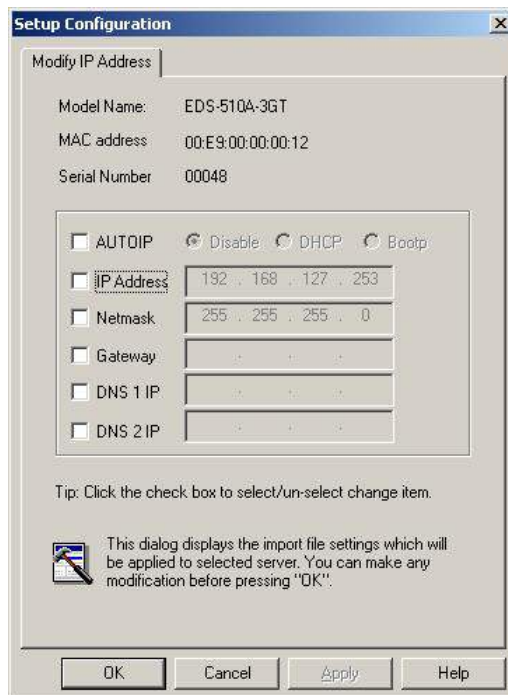 Setup Configuration
Modify IP Address
Model Name: EDS-510A-3GT
MAC address 00:E9:00:00:00:12
Serial Number 00048
AUTOIP Disable DHCP Bootp
IP Address 192 . 168 . 127 . 253
Netmask 255 . 255 . 255 . 0
Gateway . . .
DNS 1 IP . . .
DNS 2 IP . . .
Tip: Click the check box to select/un-select change item.
This dialog displays the import file settings which will
be applied to selected server. You can make any
modification before pressing "OK".
OK Cancel Apply Help